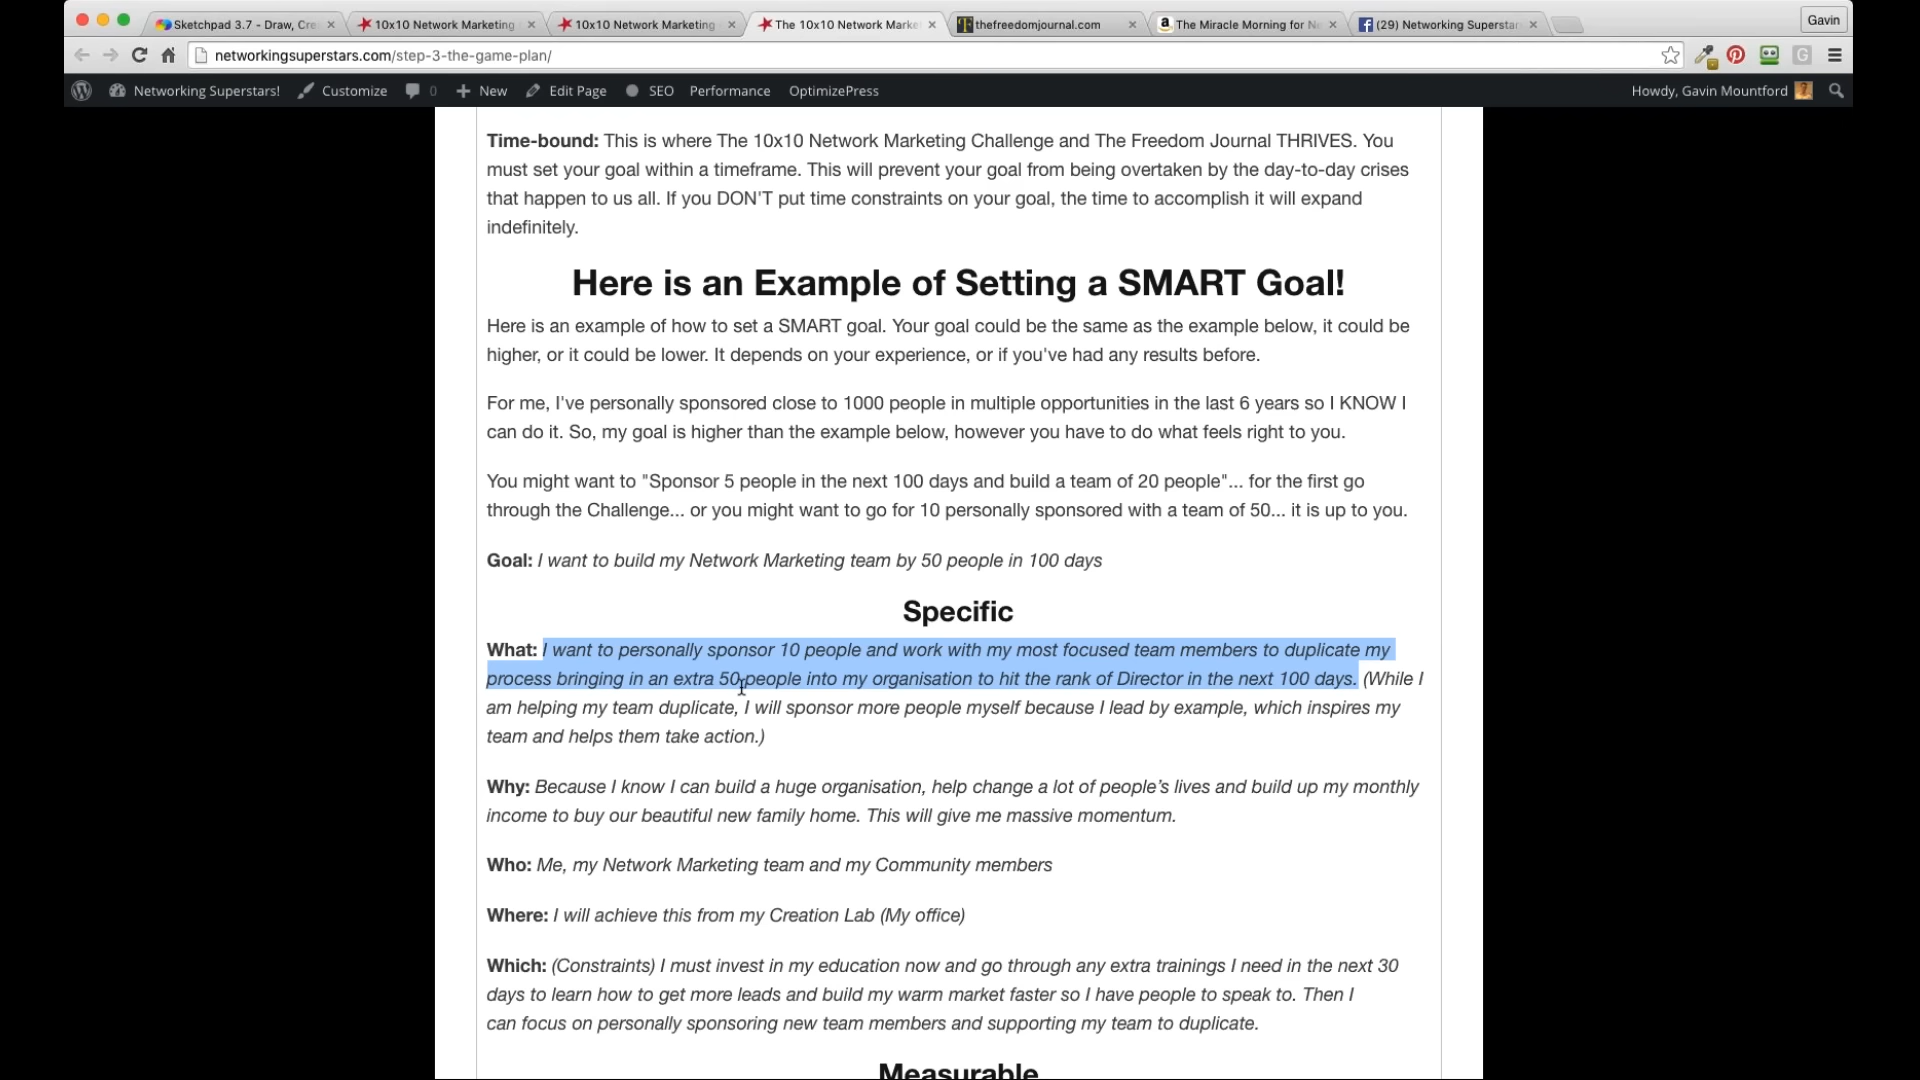 Sketchpad 3.7 - Draw, Cre
10x10 Network Marketing
10x10 Network Marketing
The 10x10 Network Marke
thefreedomjournal.com
The Miracle Morning for Ne
(29) Networking Superstar
Gavin
networkingsuperstars.com/step-3-the-game-plan/
Networking Superstars!
Customize
0
New
Edit Page
SEO
Performance
OptimizePress
Howdy, Gavin Mountford
Time-bound: This is where The 10x10 Network Marketing Challenge and The Freedom Journal THRIVES. You
must set your goal within a timeframe. This will prevent your goal from being overtaken by the day-to-day crises
that happen to us all. If you DON'T put time constraints on your goal, the time to accomplish it will expand
indefinitely.
Here is an Example of Setting a SMART Goal!
Here is an example of how to set a SMART goal. Your goal could be the same as the example below, it could be
higher, or it could be lower. It depends on your experience, or if you've had any results before.
For me, I've personally sponsored close to 1000 people in multiple opportunities in the last 6 years so I KNOW I
can do it. So, my goal is higher than the example below, however you have to do what feels right to you.
You might want to "Sponsor 5 people in the next 100 days and build a team of 20 people"... for the first go
through the Challenge... or you might want to go for 10 personally sponsored with a team of 50... it is up to you.
Goal: I want to build my Network Marketing team by 50 people in 100 days
Specific
What: I want to personally sponsor 10 people and work with my most focused team members to duplicate my
process bringing in an extra 50 people into my organisation to hit the rank of Director in the next 100 days. (While I
am helping my team duplicate, I will sponsor more people myself because I lead by example, which inspires my
team and helps them take action.)
Why: Because I know I can build a huge organisation, help change a lot of people's lives and build up my monthly
income to buy our beautiful new family home. This will give me massive momentum.
Who: Me, my Network Marketing team and my Community members
Where: I will achieve this from my Creation Lab (My office)
Which: (Constraints) I must invest in my education now and go through any extra trainings I need in the next 30
days to learn how to get more leads and build my warm market faster so I have people to speak to. Then I
can focus on personally sponsoring new team members and supporting my team to duplicate.
Measurable